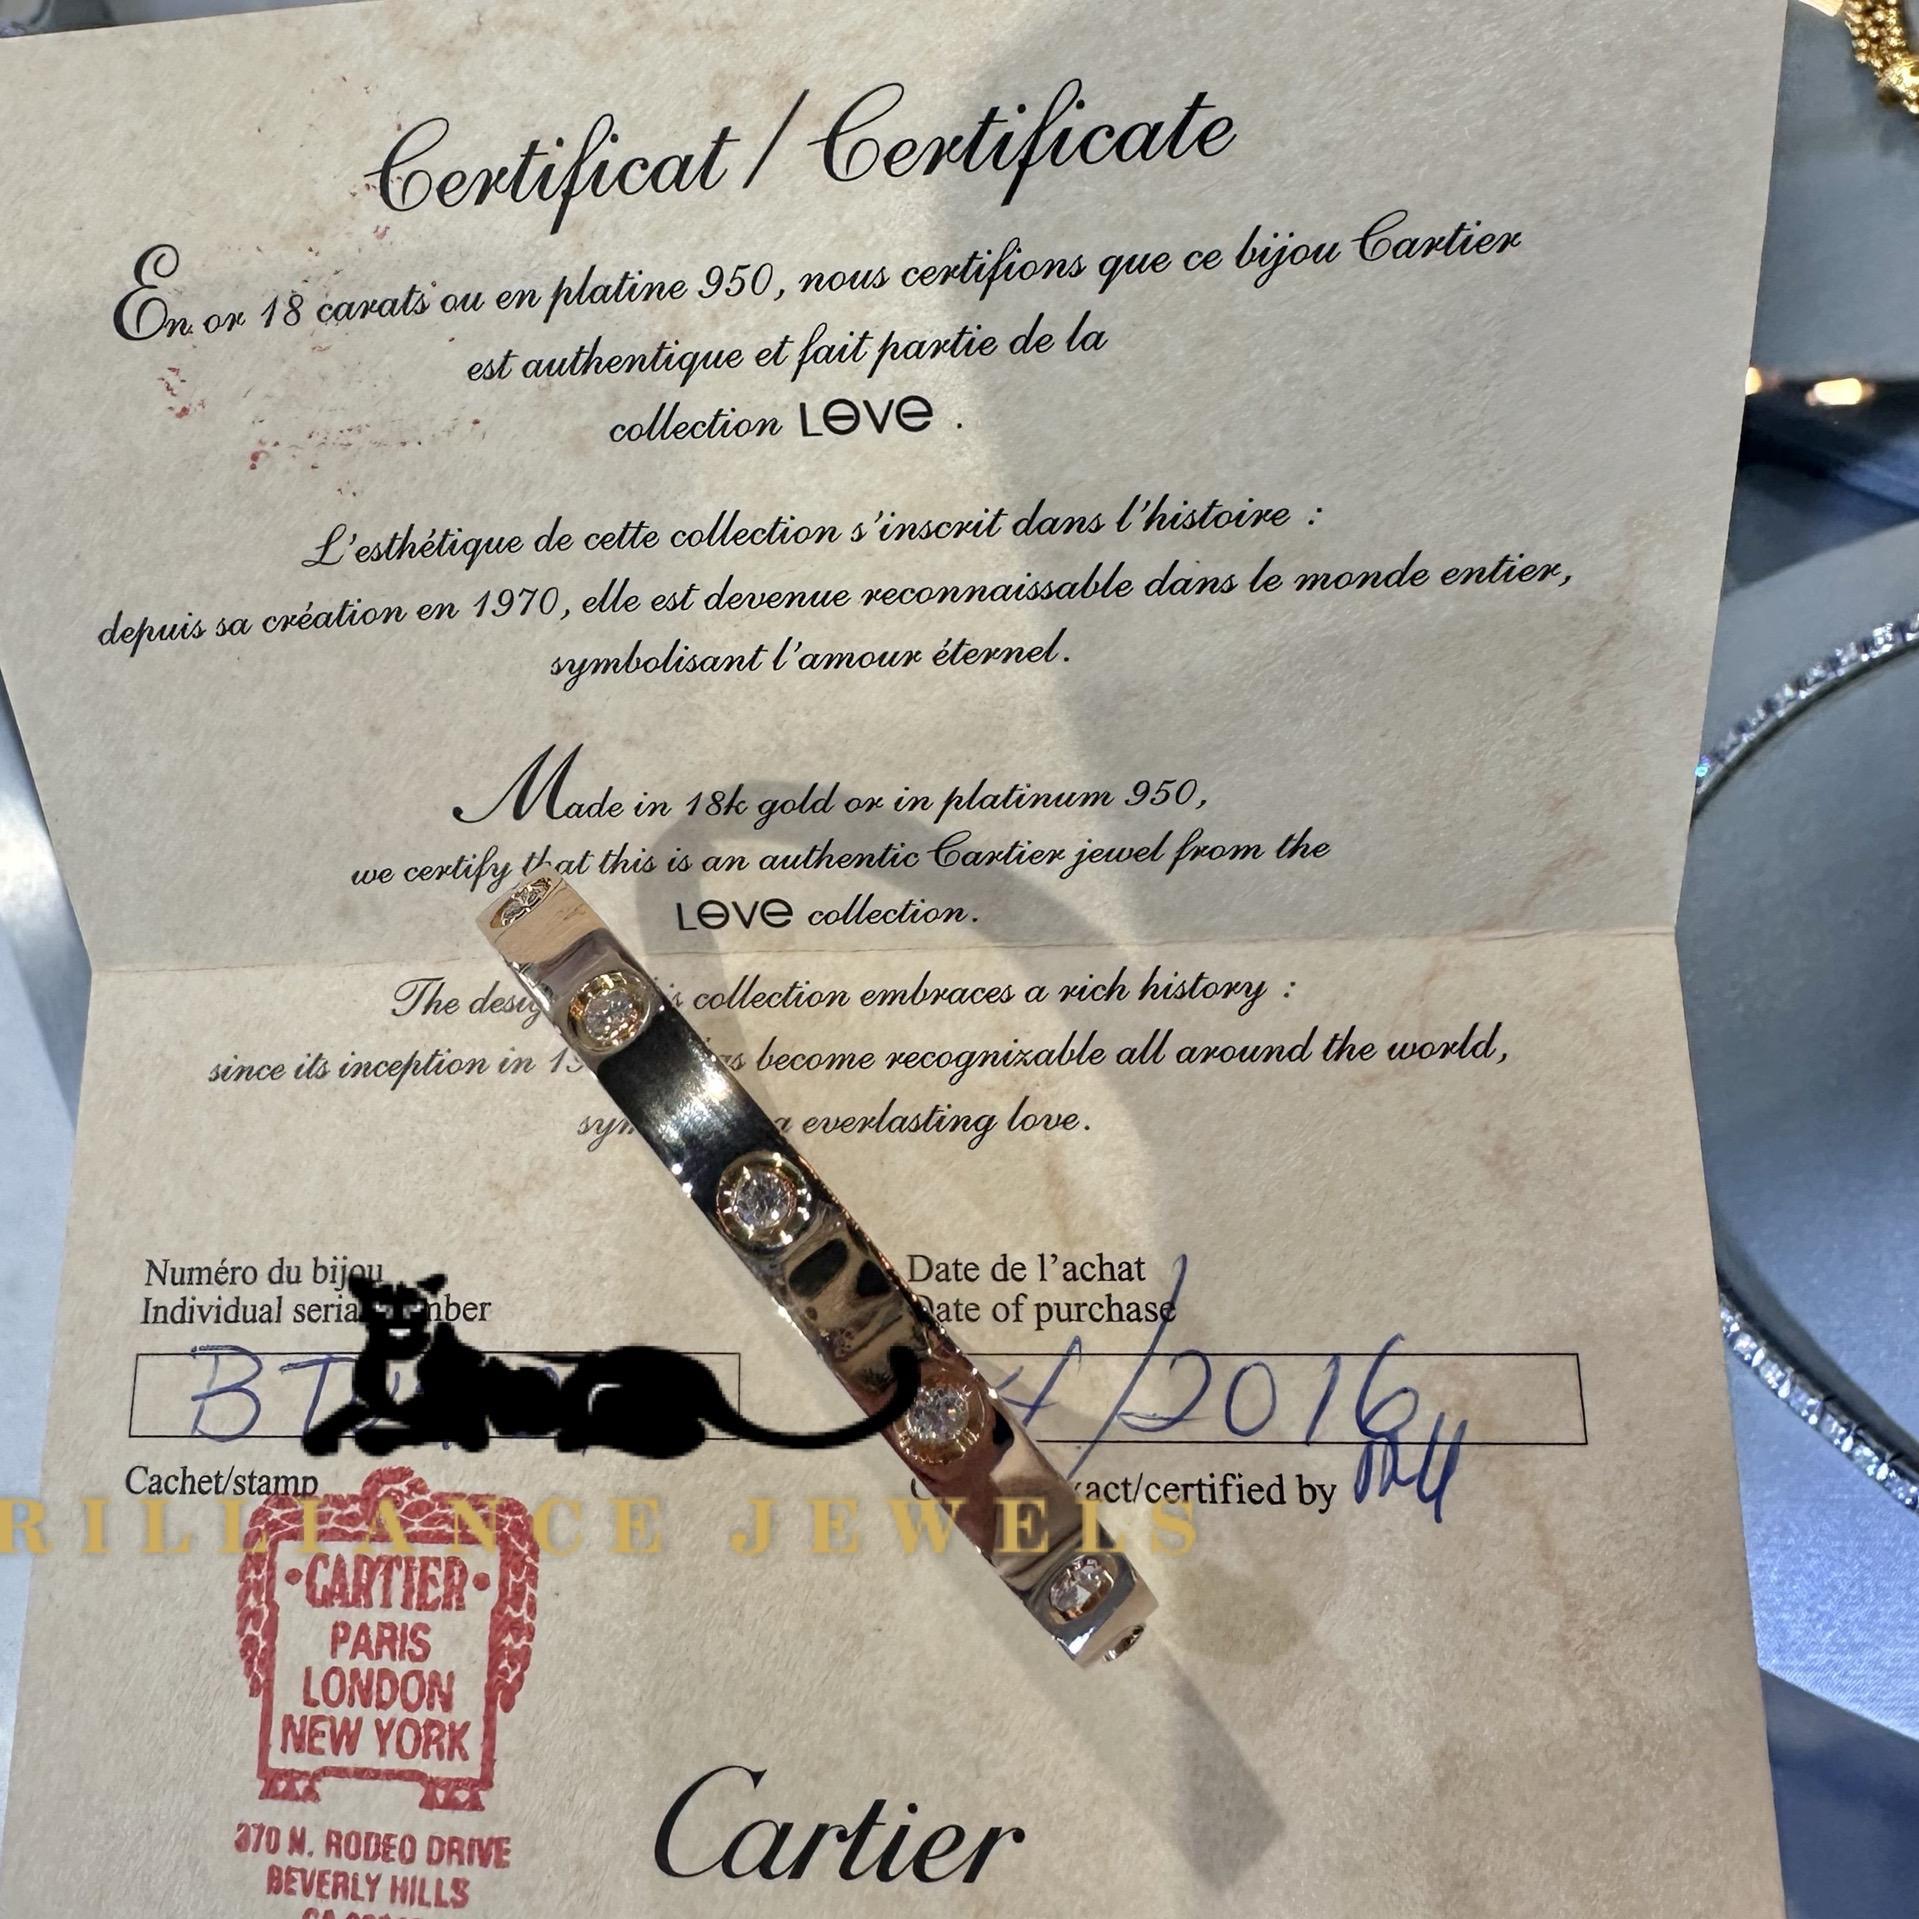 Certificat / Certificate
En or 18 carats ou en platine 950, nous certifions que ce bijou Cartier
est authentique et fait partie de la
collection LOVE .
L'esthétique de cette collection s'inscrit dans l'histoire :
depuis sa création en 1970, elle est devenue reconnaissable dans le monde entier,
symbolisant l'amour éternel.
Made in 18k gold or in platinum 950,
we certify that this is an authentic Cartier jewel from the
LOVE collection.
The collection embraces a rich history :
since its inception in become recognizable all around the world,
everlasting love.
Numéro du bijou
Individual
Date de l'achat
Date of purchase
BT
4/2016
Cachet/stamp
/certified by
RILLIANCE JEWELS
·CARTIER·
PARIS
LONDON
NEW YORK
370 N. RODEO DRIVE
BEVERLY HILLS
CA
Cartier